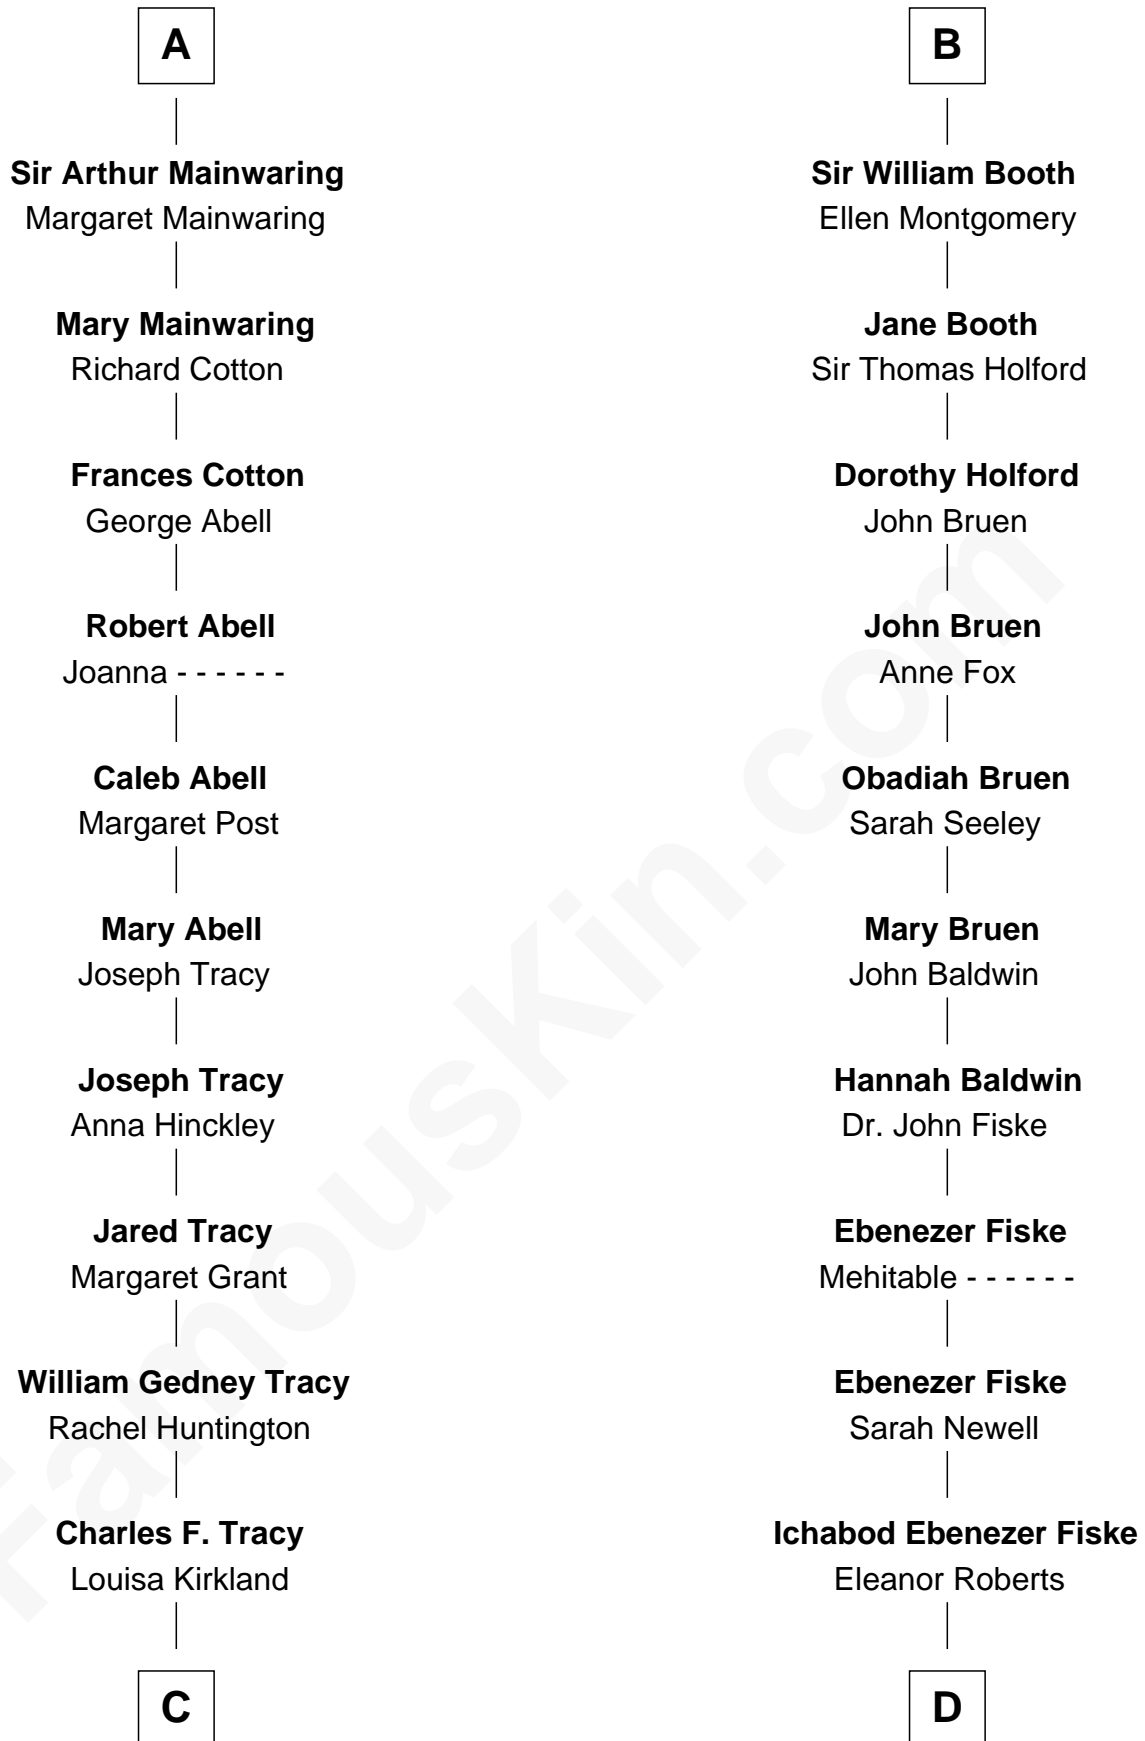 A
Sir Arthur Mainwaring
Margaret Mainwaring
Mary Mainwaring
Richard Cotton
Frances Cotton
George Abell
Robert Abell
Joanna - - - - - -
Caleb Abell
Margaret Post
Mary Abell
Joseph Tracy
Joseph Tracy
Anna Hinckley
Jared Tracy
Margaret Grant
William Gedney Tracy
Rachel Huntington
Charles F. Tracy
Louisa Kirkland
C
B
Sir William Booth
Ellen Montgomery
Jane Booth
Sir Thomas Holford
Dorothy Holford
John Bruen
John Bruen
Anne Fox
Obadiah Bruen
Sarah Seeley
Mary Bruen
John Baldwin
Hannah Baldwin
Dr. John Fiske
Ebenezer Fiske
Mehitable - - - - - -
Ebenezer Fiske
Sarah Newell
Ichabod Ebenezer Fiske
Eleanor Roberts
D
FamousKin.com